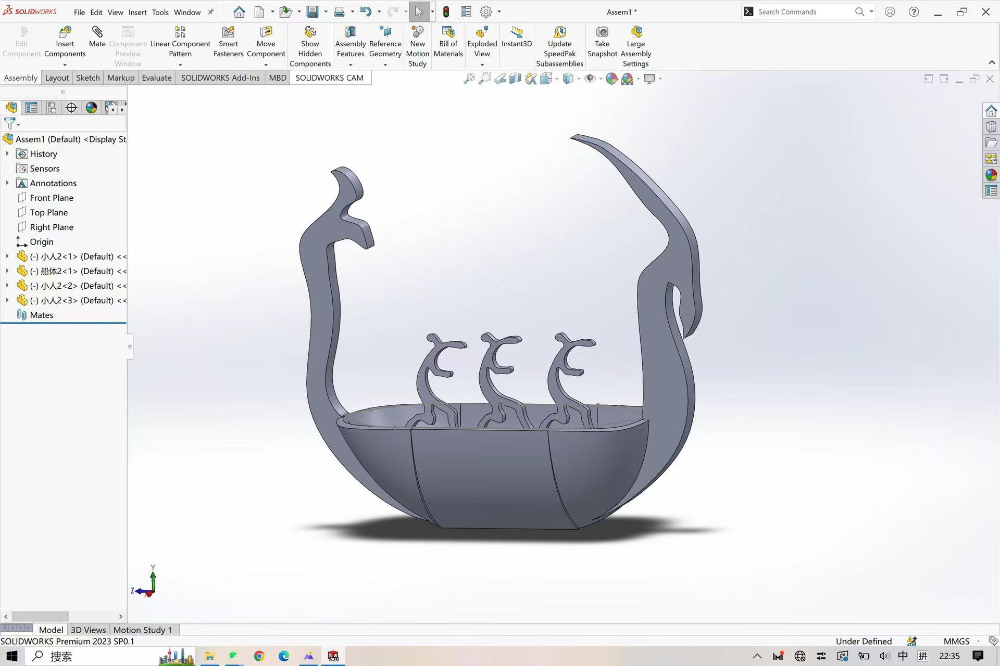 SOLIDWORKS File Edit View Insert Tools Window Assem1 * Search Commands
Edit Component
Insert Components
Mate
Component Preview Window
Linear Component Pattern
Smart Fasteners
Move Component
Show Hidden Components
Assembly Features
Reference Geometry
New Motion Study
Bill of Materials
Exploded View
Instant3D
Update SpeedPak Subassemblies
Take Snapshot
Large Assembly Settings
Assembly Layout Sketch Markup Evaluate SOLIDWORKS Add-Ins MBD SOLIDWORKS CAM
Assem1 (Default) <Display St
History
Sensors
Annotations
Front Plane
Top Plane
Right Plane
Origin
(-) 小人2<1> (Default) <<
(-) 船体2<1> (Default) <<
(-) 小人2<2> (Default) <<
(-) 小人2<3> (Default) <<
Mates
Y
Z
Model 3D Views Motion Study 1
SOLIDWORKS Premium 2023 SP0.1 Under Defined MMGS
搜索 中 拼 22:35